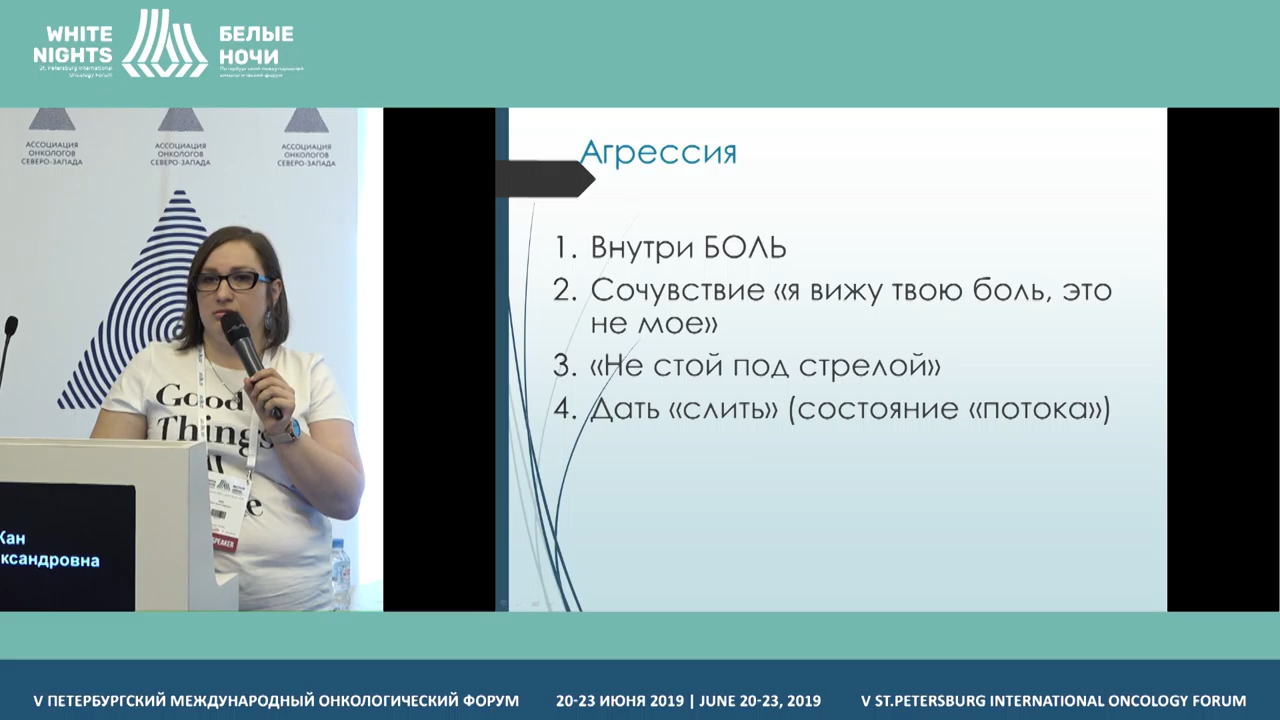 WHITE
NIGHTS
St. Petersburg International
Oncology Forum
БЕЛЫЕ
НОЧИ
Петербургский международный
онкологический форум
АССОЦИАЦИЯ
ОНКОЛОГОВ
СЕВЕРО-ЗАПАДА
АССОЦИАЦИЯ
ОНКОЛОГОВ
СЕВЕРО-ЗАПАДА
АССОЦИАЦИЯ
ОНКОЛОГОВ
СЕВЕРО-ЗАПАДА
Good
Things
SPEAKER
Кан
ксандровна
Агрессия
1. Внутри БОЛЬ
2. Сочувствие «я вижу твою боль, это
не мое»
3. «Не стой под стрелой»
4. Дать «слить» (состояние «потока»)
V ПЕТЕРБУРГСКИЙ МЕЖДУНАРОДНЫЙ ОНКОЛОГИЧЕСКИЙ ФОРУМ
20-23 ИЮНЯ 2019 | JUNE 20-23, 2019
V ST.PETERSBURG INTERNATIONAL ONCOLOGY FORUM